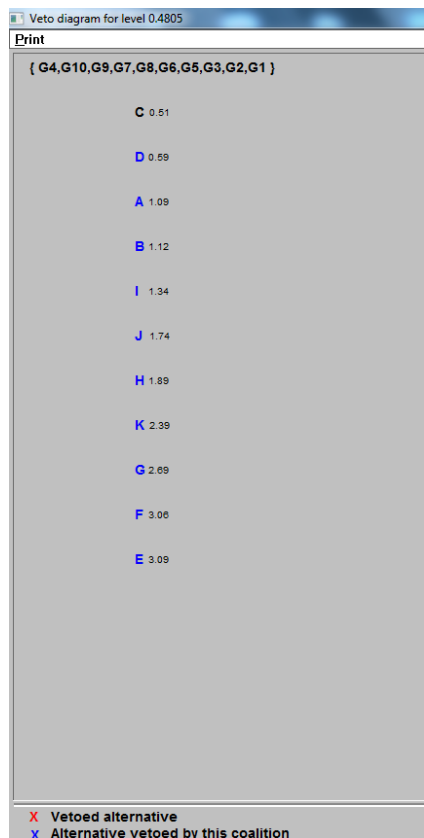 Veto diagram for level 0.4805
Print
{ G4,G10,G9,G7,G8,G6,G5,G3,G2,G1 }
C 0.51
D 0.59
A 1.09
B 1.12
I 1.34
J 1.74
H 1.89
K 2.39
G 2.69
F 3.06
E 3.09
X Vetoed alternative
X Alternative vetoed by this coalition